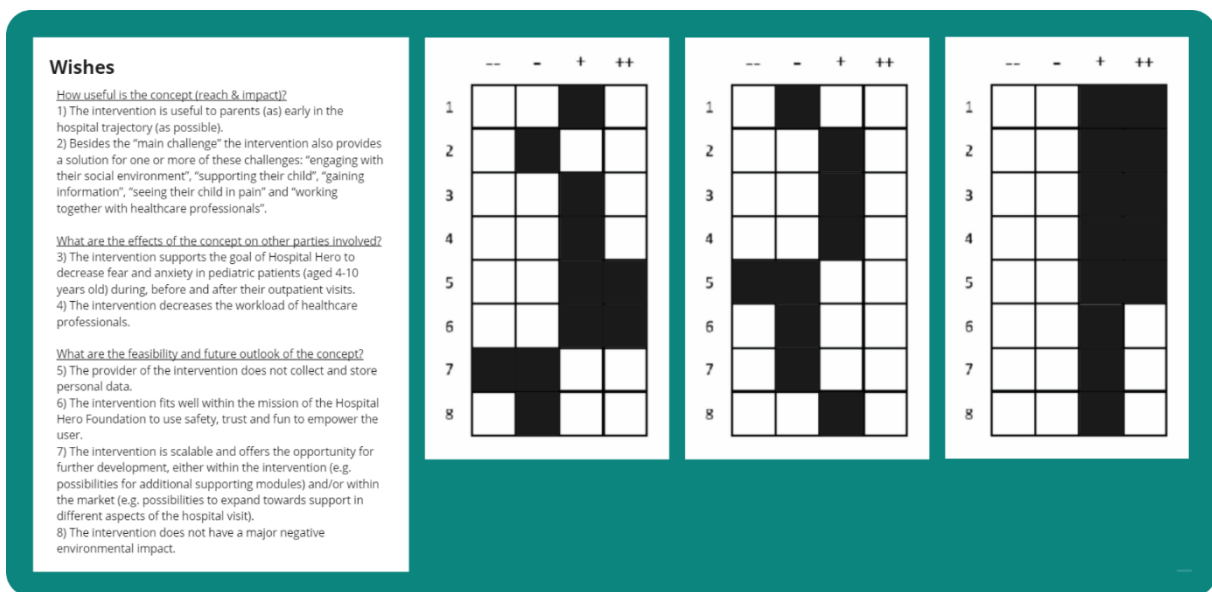 Wishes
How useful is the concept (reach & impact)?
1) The intervention is useful to parents (as) early in the
hospital trajectory (as possible).
2) Besides the “main challenge” the intervention also provides
a solution for one or more of these challenges: “engaging with
their social environment”, “supporting their child”, “gaining
information”, “seeing their child in pain” and “working
together with healthcare professionals”.
What are the effects of the concept on other parties involved?
3) The intervention supports the goal of Hospital Hero to
decrease fear and anxiety in pediatric patients (aged 4-10
years old) during, before and after their outpatient visits.
4) The intervention decreases the workload of healthcare
professionals.
What are the feasibility and future outlook of the concept?
5) The provider of the intervention does not collect and store
personal data.
6) The intervention fits well within the mission of the Hospital
Hero Foundation to use safety, trust and fun to empower the
user.
7) The intervention is scalable and offers the opportunity for
further development, either within the intervention (e.g.
possibilities for additional supporting modules) and/or within
the market (e.g. possibilities to expand towards support in
different aspects of the hospital visit).
8) The intervention does not have a major negative
environmental impact.
-- - + ++
1
2
3
4
5
6
7
8
-- - + ++
1
2
3
4
5
6
7
8
-- - + ++
1
2
3
4
5
6
7
8